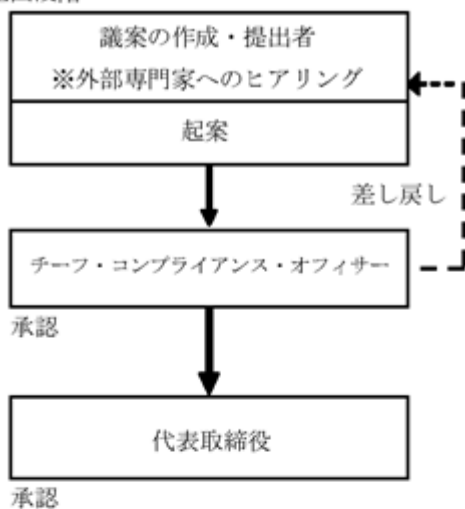 議案の作成・提出者
※外部専門家へのヒアリング
起案
差し戻し
チーフ・コンプライアンス・オフィサー
承認
代表取締役
承認